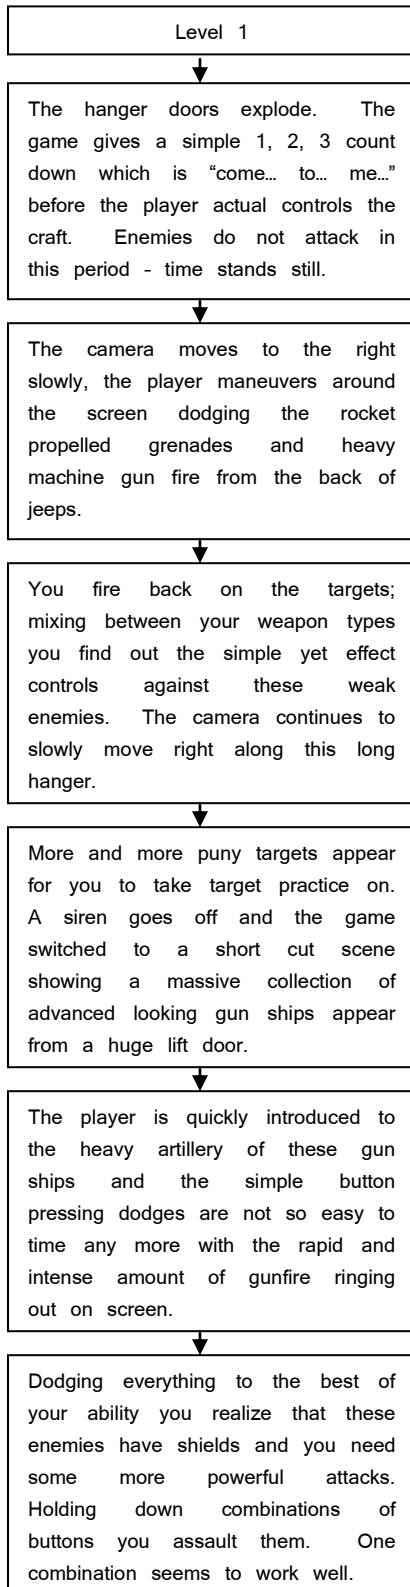 Level 1
The hanger doors explode. The
game gives a simple 1, 2, 3 count
down which is “come… to… me…”
before the player actual controls the
craft. Enemies do not attack in
this period - time stands still.
The camera moves to the right
slowly, the player maneuvers around
the screen dodging the rocket
propelled grenades and heavy
machine gun fire from the back of
jeeps.
You fire back on the targets;
mixing between your weapon types
you find out the simple yet effect
controls against these weak
enemies. The camera continues to
slowly move right along this long
hanger.
More and more puny targets appear
for you to take target practice on.
A siren goes off and the game
switched to a short cut scene
showing a massive collection of
advanced looking gun ships appear
from a huge lift door.
The player is quickly introduced to
the heavy artillery of these gun
ships and the simple button
pressing dodges are not so easy to
time any more with the rapid and
intense amount of gunfire ringing
out on screen.
Dodging everything to the best of
your ability you realize that these
enemies have shields and you need
some more powerful attacks.
Holding down combinations of
buttons you assault them. One
combination seems to work well.